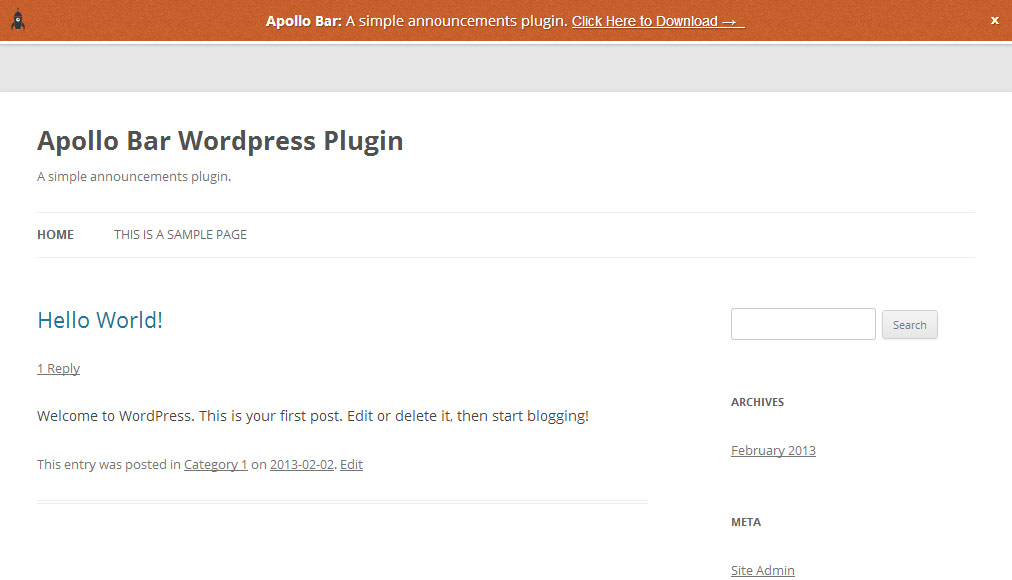 Apollo Bar: A simple announcements plugin. Click Here to Download →
x
Apollo Bar Wordpress Plugin
A simple announcements plugin.
HOME THIS IS A SAMPLE PAGE
Hello World!
1 Reply
Welcome to WordPress. This is your first post. Edit or delete it, then start blogging!
This entry was posted in Category 1 on 2013-02-02. Edit
Search
ARCHIVES
February 2013
META
Site Admin